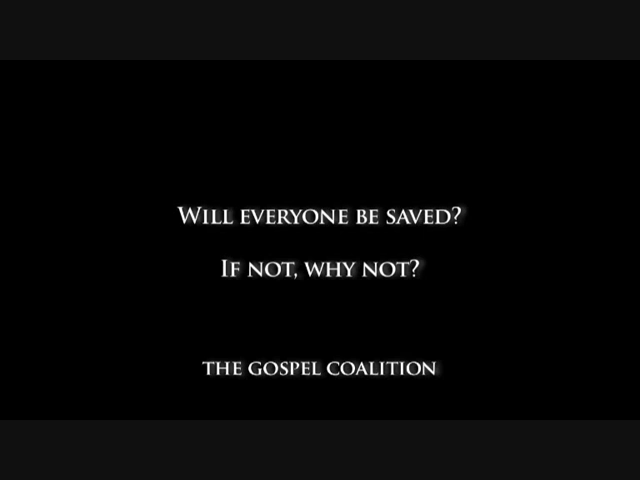 Will everyone be saved?
If not, why not?
The Gospel Coalition